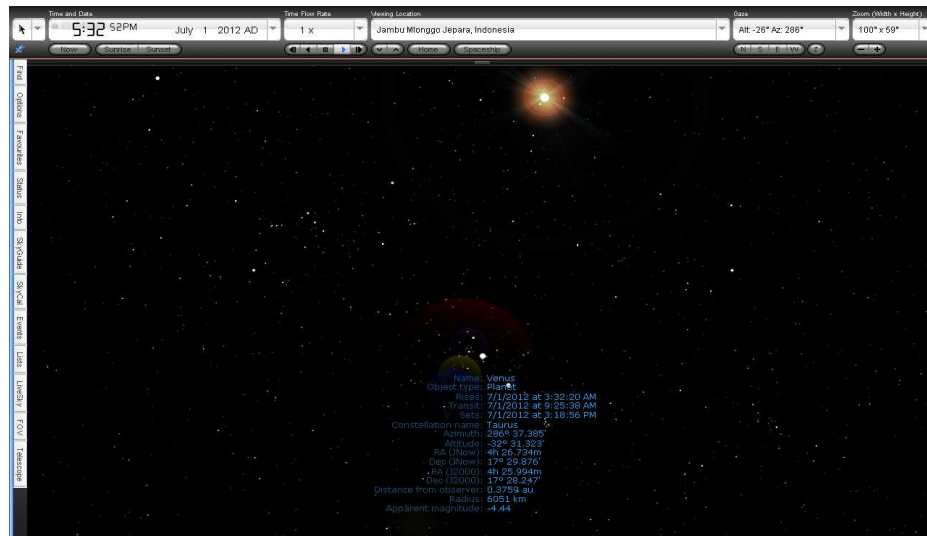 Time and Date
Time Flow Rate
Viewing Location
Gaze
Zoom (Width x Height)
5:32 52PM
July 1 2012 AD
1 x
Jambu Mlonggo Jepara, Indonesia
Alt: -26° Az: 286°
100° x 59°
Now
Sunrise
Sunset
Home
Spaceship
N S E W Z
Find
Options
Favourites
Status
Info
SkyGuide
SkyCal
Events
Lists
LiveSky
FOV
Telescope
Name: Venus
Object type: Planet
Rises: 7/1/2012 at 3:32:20 AM
Transit: 7/1/2012 at 9:25:38 AM
Sets: 7/1/2012 at 3:18:56 PM
Constellation name: Taurus
Azimuth: 286° 37.385'
Altitude: -32° 31.323'
RA (JNow): 4h 26.734m
Dec (JNow): 17° 29.876'
RA (J2000): 4h 25.994m
Dec (J2000): 17° 28.247'
Distance from observer: 0.3759 au
Radius: 6051 km
Apparent magnitude: -4.44